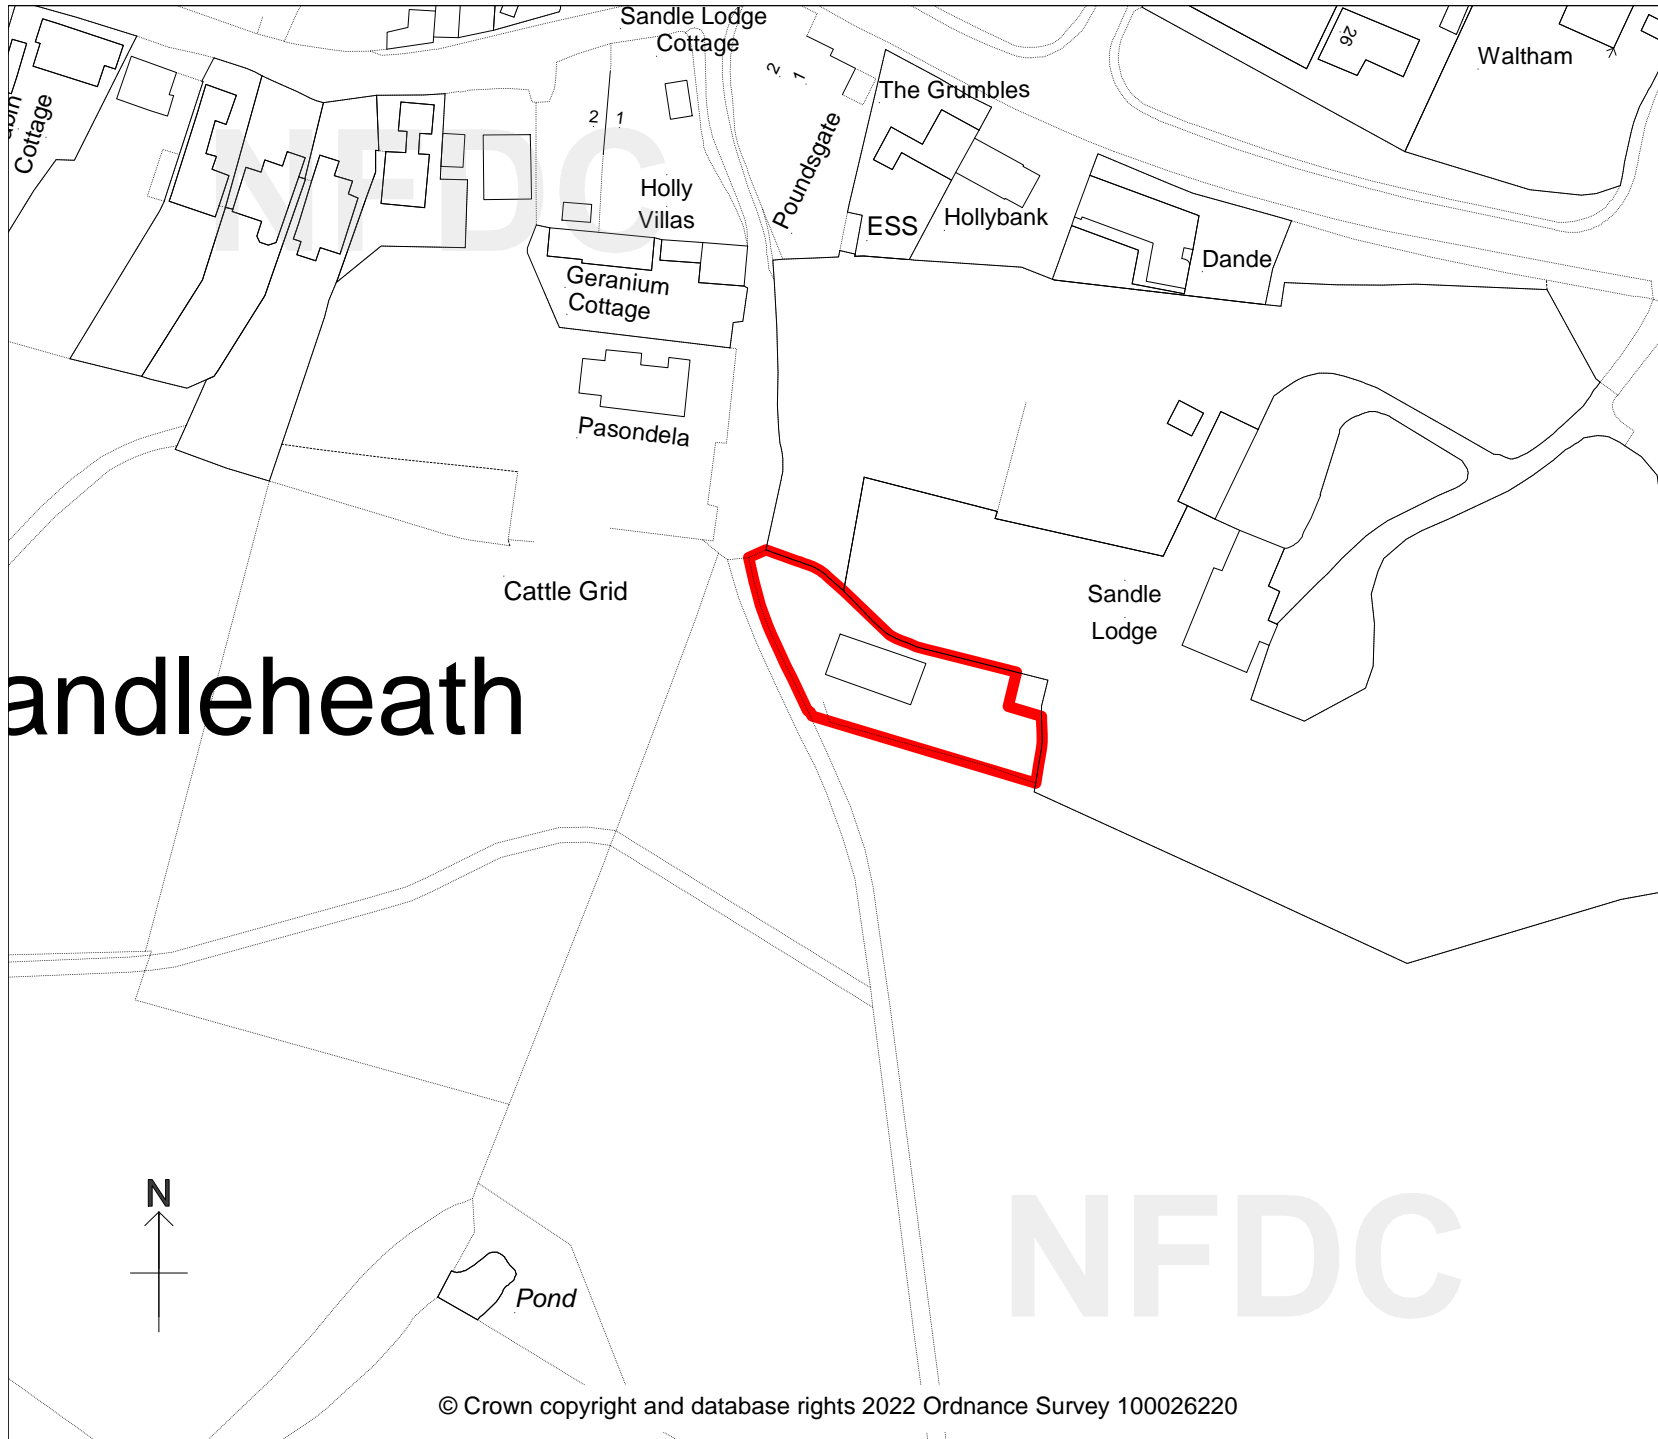 Sandle Lodge
Cottage
26
Waltham
Cottage
2 1
The Grumbles
NFDC
2 1
Poundsgate
Holly
Villas
ESS
Hollybank
Dande
Geranium
Cottage
Pasondela
Cattle Grid
Sandle
Lodge
andleheath
N
NFDC
Pond
© Crown copyright and database rights 2022 Ordnance Survey 100026220